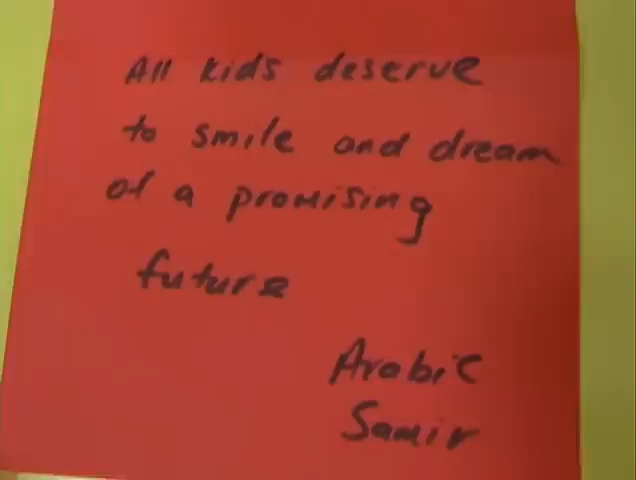 All kids deserve
to smile and dream
of a promising
future
Arabic
Samir